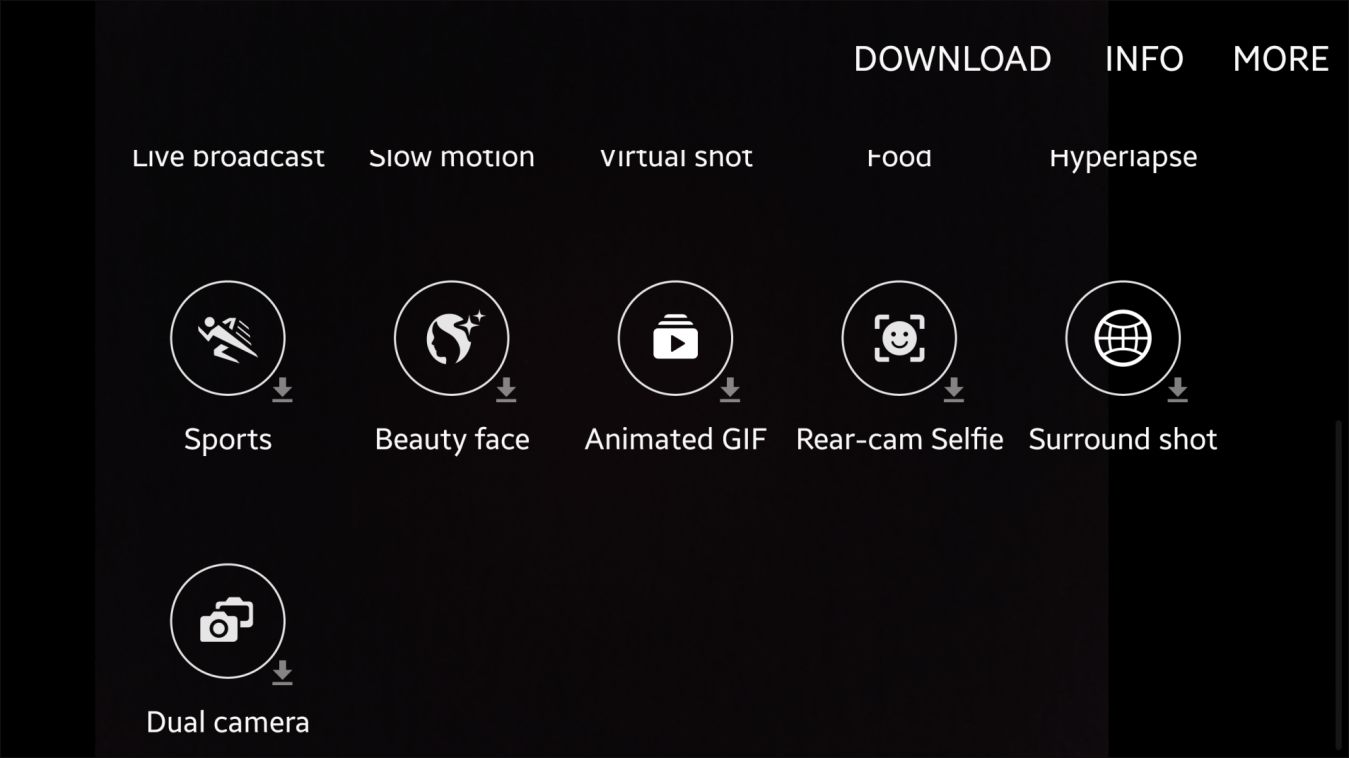 DOWNLOAD INFO MORE
Live broadcast Slow motion Virtual shot Food Hyperlapse
Sports Beauty face Animated GIF Rear-cam Selfie Surround shot
Dual camera